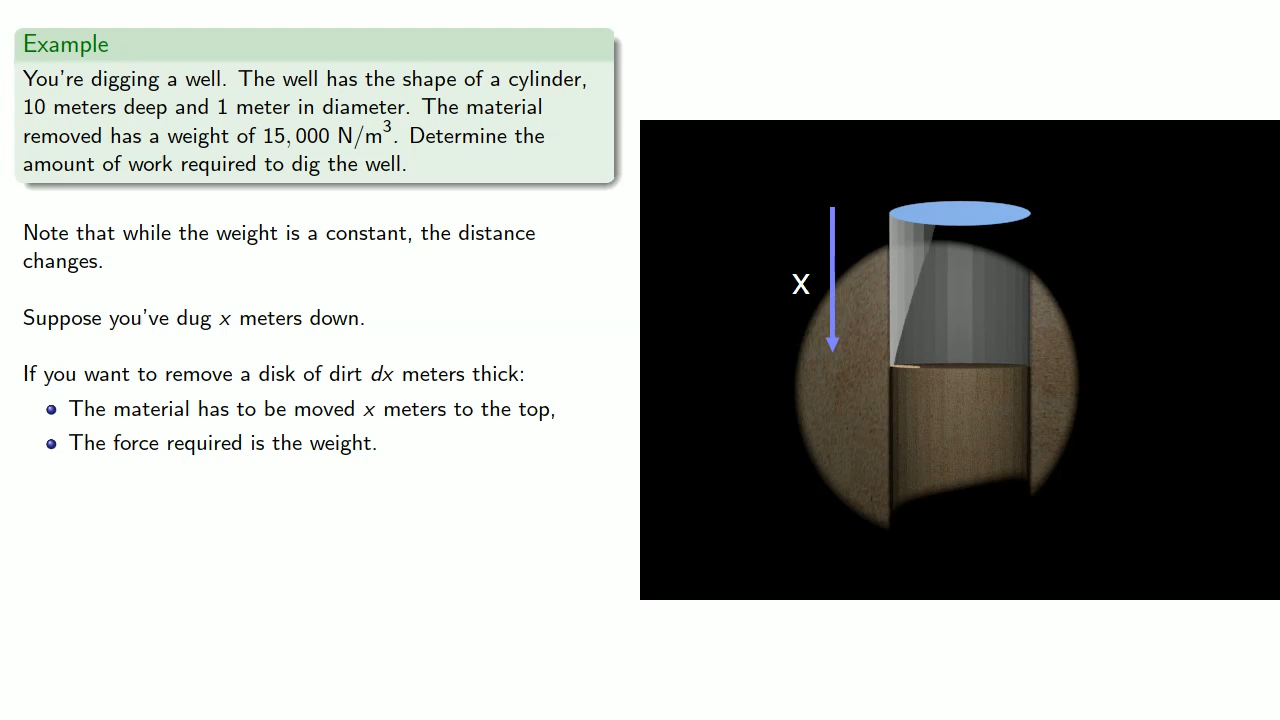 Example
You're digging a well. The well has the shape of a cylinder,
10 meters deep and 1 meter in diameter. The material
removed has a weight of 15,000 N/m³. Determine the
amount of work required to dig the well.
Note that while the weight is a constant, the distance
changes.
Suppose you've dug x meters down.
If you want to remove a disk of dirt dx meters thick:
The material has to be moved x meters to the top,
The force required is the weight.
x